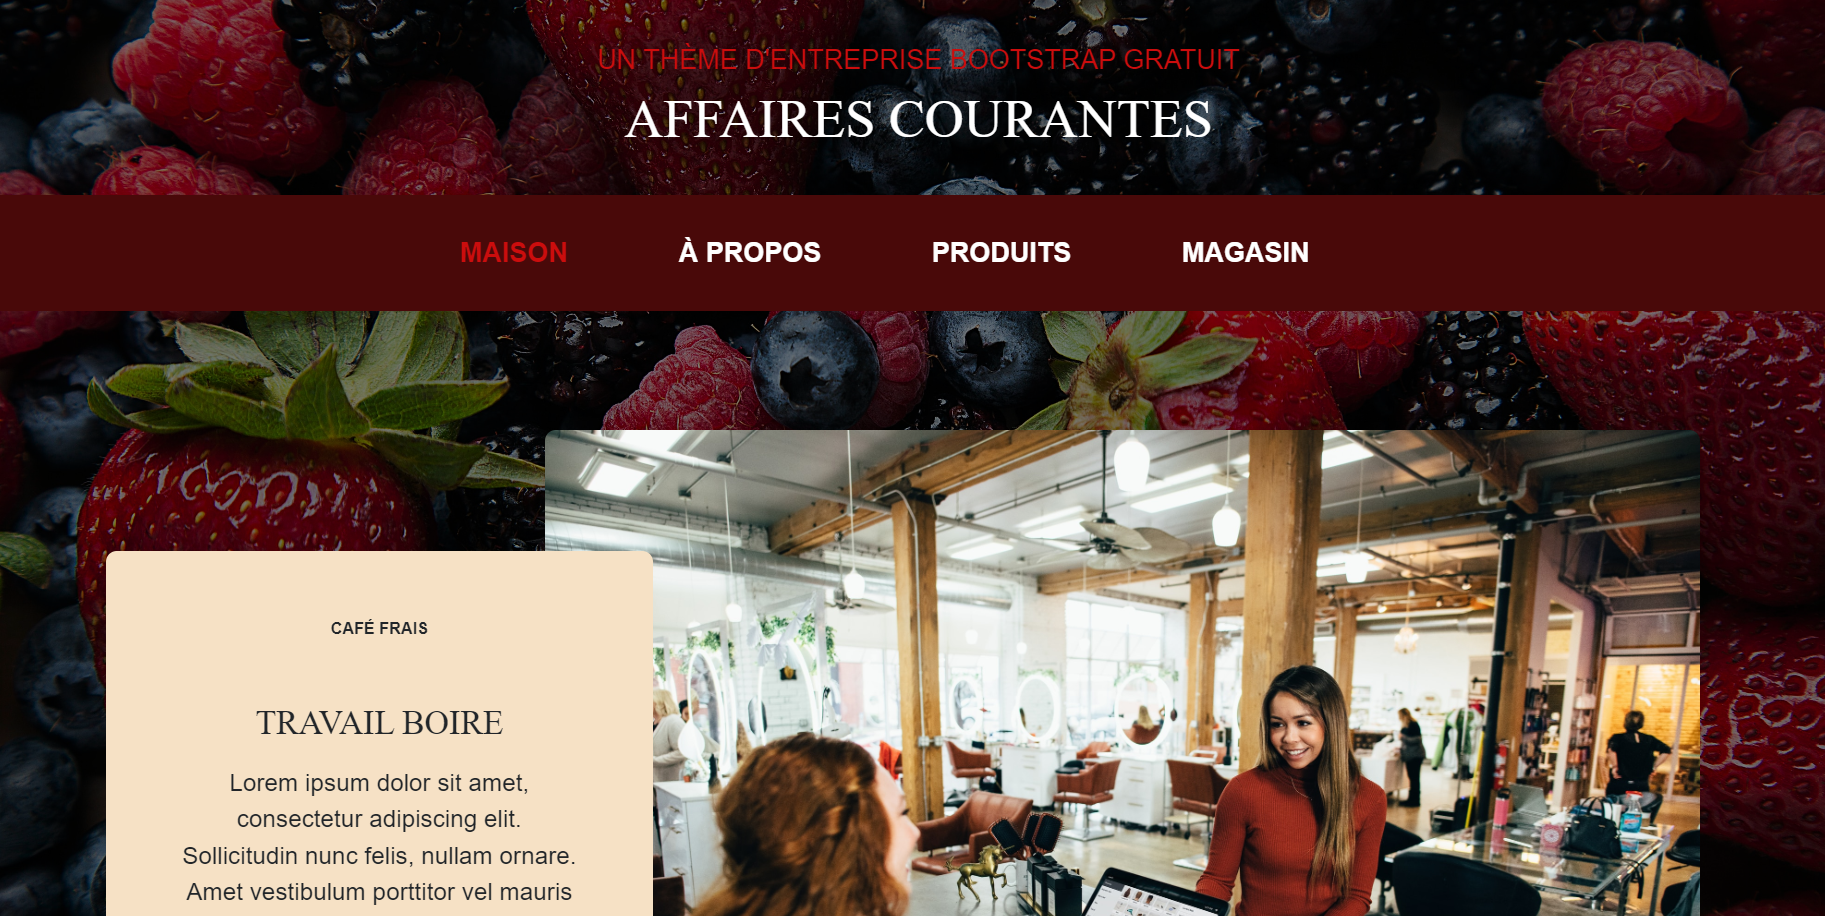 UN THÈME D'ENTREPRISE BOOTSTRAP GRATUIT
AFFAIRES COURANTES
MAISON
À PROPOS
PRODUITS
MAGASIN
CAFÉ FRAIS
TRAVAIL BOIRE
Lorem ipsum dolor sit amet,
consectetur adipiscing elit.
Sollicitudin nunc felis, nullam ornare.
Amet vestibulum porttitor vel mauris